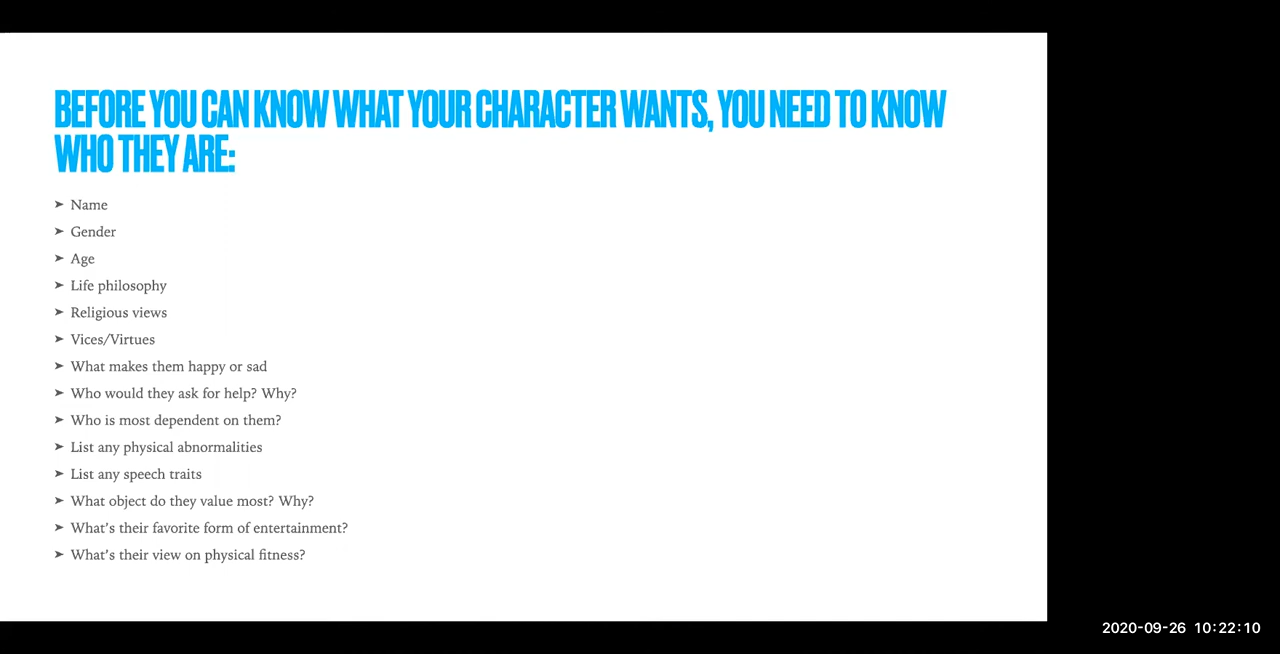 BEFORE YOU CAN KNOW WHAT YOUR CHARACTER WANTS, YOU NEED TO KNOW
WHO THEY ARE:
➤ Name
➤ Gender
➤ Age
➤ Life philosophy
➤ Religious views
➤ Vices/Virtues
➤ What makes them happy or sad
➤ Who would they ask for help? Why?
➤ Who is most dependent on them?
➤ List any physical abnormalities
➤ List any speech traits
➤ What object do they value most? Why?
➤ What's their favorite form of entertainment?
➤ What's their view on physical fitness?
2020-09-26 10:22:10